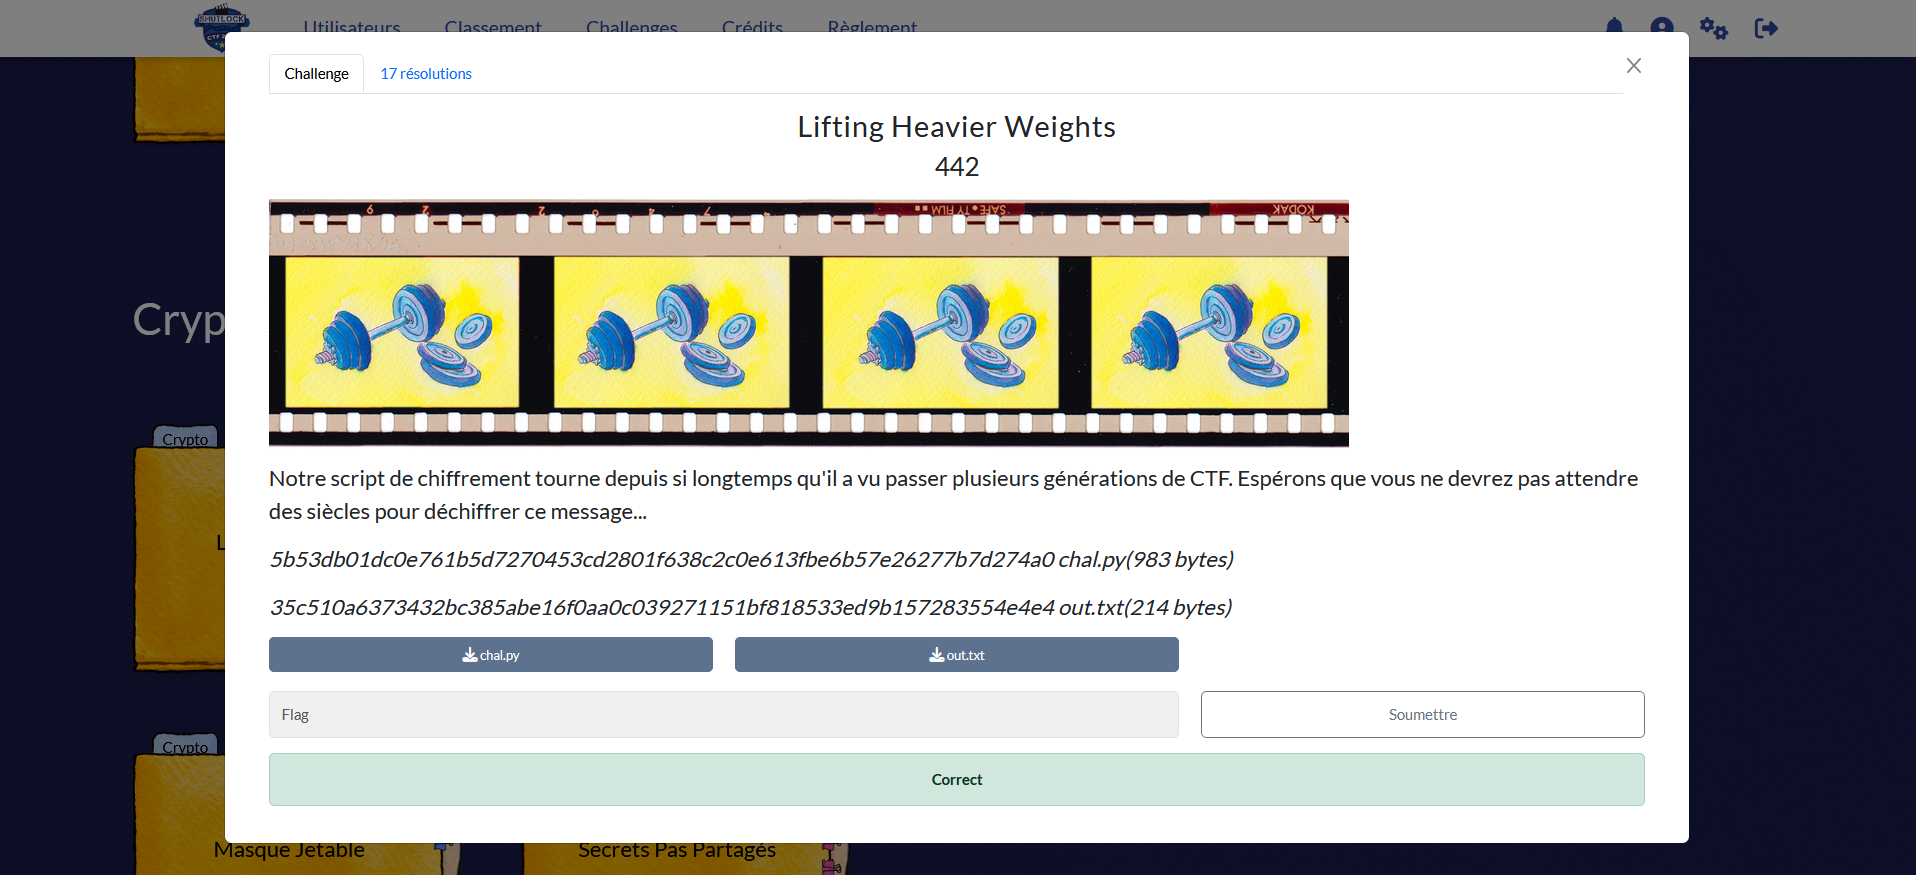 SHUTLOCK
Utilisateurs Classement Challenges Crédits Règlement
Challenge 17 résolutions
Lifting Heavier Weights
442
SAFETY FILM KODAK
Notre script de chiffrement tourne depuis si longtemps qu'il a vu passer plusieurs générations de CTF. Espérons que vous ne devrez pas attendre
des siècles pour déchiffrer ce message...
5b53db01dc0e761b5d7270453cd2801f638c2c0e613fbe6b57e26277b7d274a0 chal.py(983 bytes)
35c510a6373432bc385abe16f0aa0c039271151bf818533ed9b157283554e4e4 out.txt(214 bytes)
chal.py out.txt
Flag Soumettre
Correct
Cryp
Crypto
L
Crypto
Masque Jetable Secrets Pas Partagés